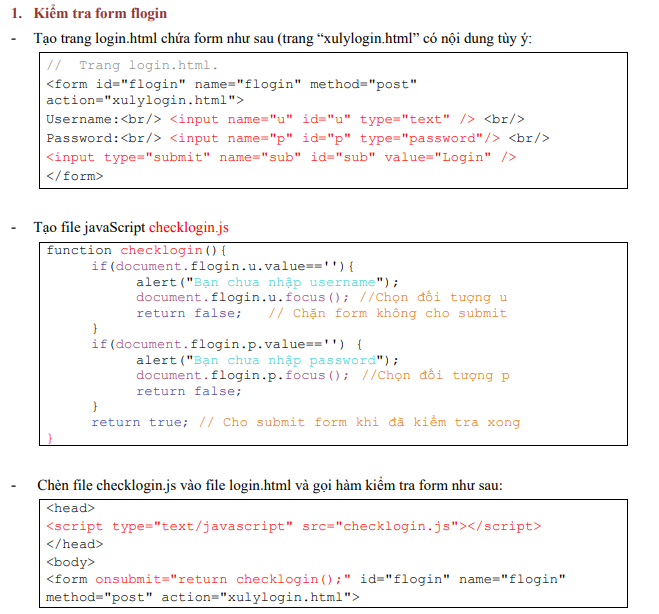 1. Kiểm tra form flogin
- Tạo trang login.html chứa form như sau (trang “xulylogin.html” có nội dung tùy ý:
// Trang login.html.
<form id="flogin" name="flogin" method="post"
action="xulylogin.html">
Username:<br/> <input name="u" id="u" type="text" /> <br/>
Password:<br/> <input name="p" id="p" type="password"/> <br/>
<input type="submit" name="sub" id="sub" value="Login" />
</form>
- Tạo file javaScript checklogin.js
function checklogin(){
if(document.flogin.u.value==''){
alert("Bạn chưa nhập username");
document.flogin.u.focus(); //Chọn đối tượng u
return false; // Chặn form không cho submit
}
if(document.flogin.p.value=='') {
alert("Bạn chưa nhập password");
document.flogin.p.focus(); //Chọn đối tượng p
return false;
}
return true; // Cho submit form khi đã kiểm tra xong
}
- Chèn file checklogin.js vào file login.html và gọi hàm kiểm tra form như sau:
<head>
<script type="text/javascript" src="checklogin.js"></script>
</head>
<body>
<form onsubmit="return checklogin();" id="flogin" name="flogin"
method="post" action="xulylogin.html">